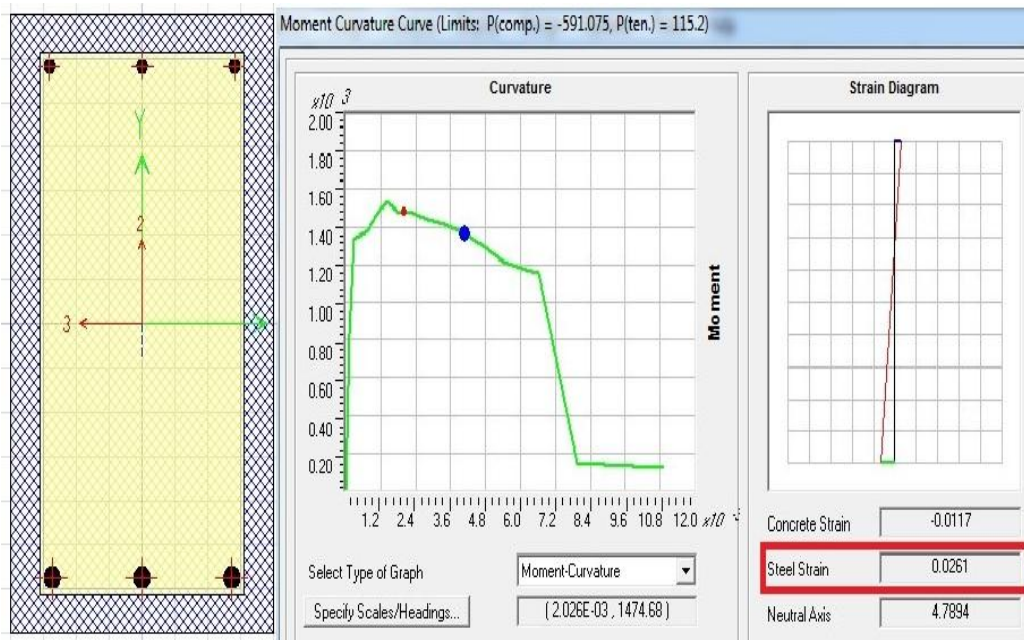 Moment Curvature Curve (Limits: P(comp.) = -591.075, P(ten.) = 115.2)
Y
2
3
Curvature
x10 3
2.00
1.80
1.60
1.40
1.20
1.00
0.80
0.60
0.40
0.20
1.2 2.4 3.6 4.8 6.0 7.2 8.4 9.6 10.8 12.0 x10
Moment
Select Type of Graph
Moment-Curvature
Specify Scales/Headings...
( 2.026E-03 , 1474.68 )
Strain Diagram
Concrete Strain
-0.0117
Steel Strain
0.0261
Neutral Axis
4.7894